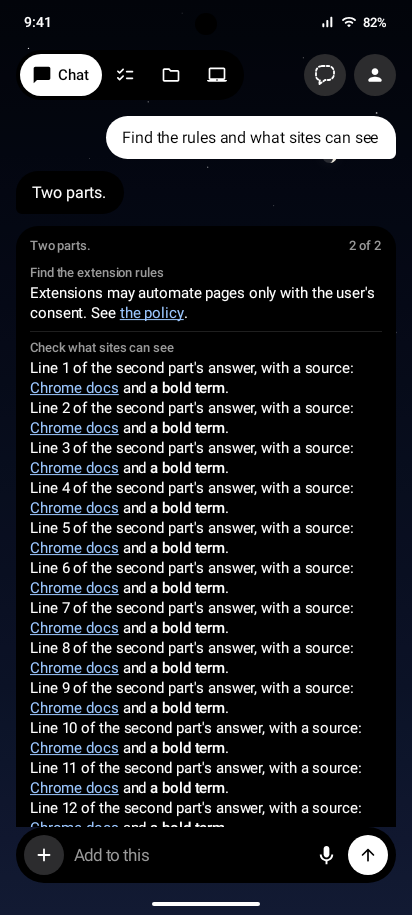 9:41
82%
Chat
Find the rules and what sites can see
Two parts.
Two parts.
2 of 2
Find the extension rules
Extensions may automate pages only with the user's
consent. See the policy.
Check what sites can see
Line 1 of the second part's answer, with a source:
Chrome docs and a bold term.
Line 2 of the second part's answer, with a source:
Chrome docs and a bold term.
Line 3 of the second part's answer, with a source:
Chrome docs and a bold term.
Line 4 of the second part's answer, with a source:
Chrome docs and a bold term.
Line 5 of the second part's answer, with a source:
Chrome docs and a bold term.
Line 6 of the second part's answer, with a source:
Chrome docs and a bold term.
Line 7 of the second part's answer, with a source:
Chrome docs and a bold term.
Line 8 of the second part's answer, with a source:
Chrome docs and a bold term.
Line 9 of the second part's answer, with a source:
Chrome docs and a bold term.
Line 10 of the second part's answer, with a source:
Chrome docs and a bold term.
Line 11 of the second part's answer, with a source:
Chrome docs and a bold term.
Line 12 of the second part's answer, with a source:
Chrome docs and a bold term.
Add to this